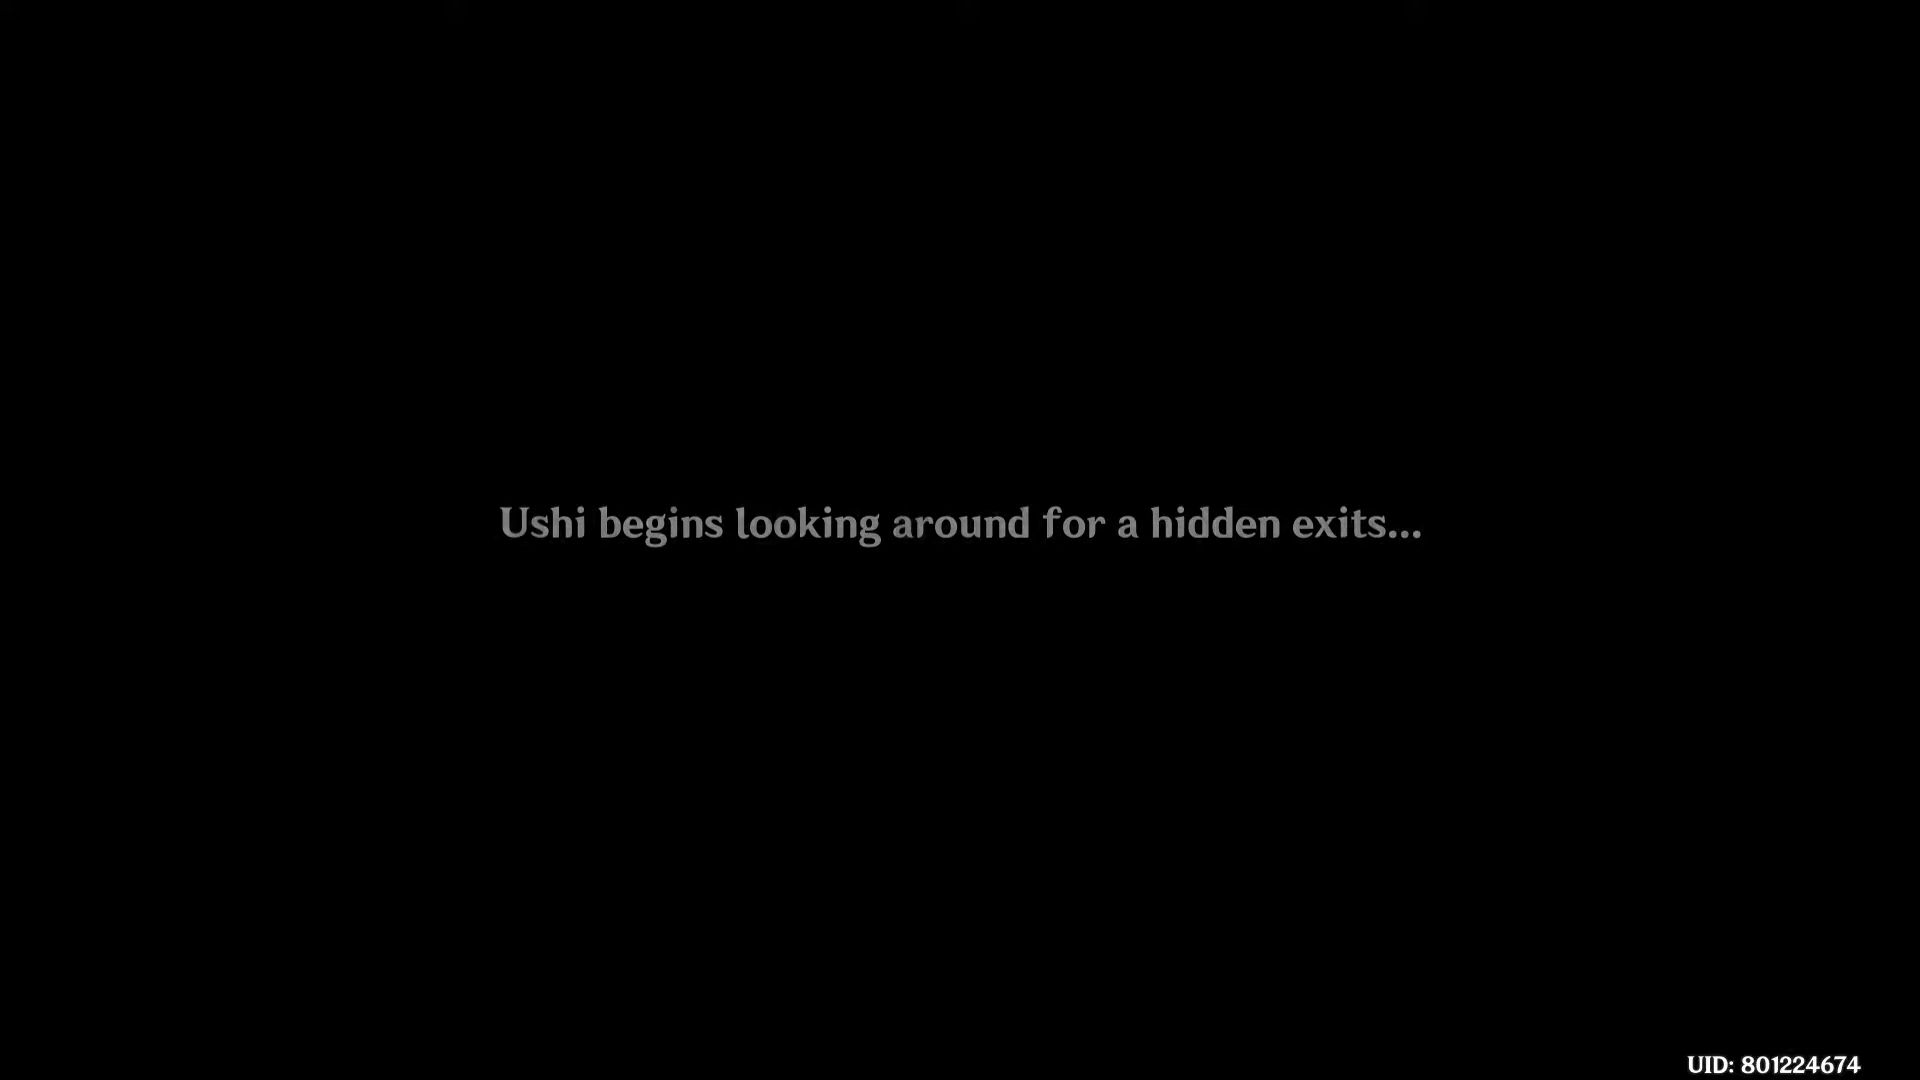 Ushi begins looking around for a hidden exits...
UID: 801224674